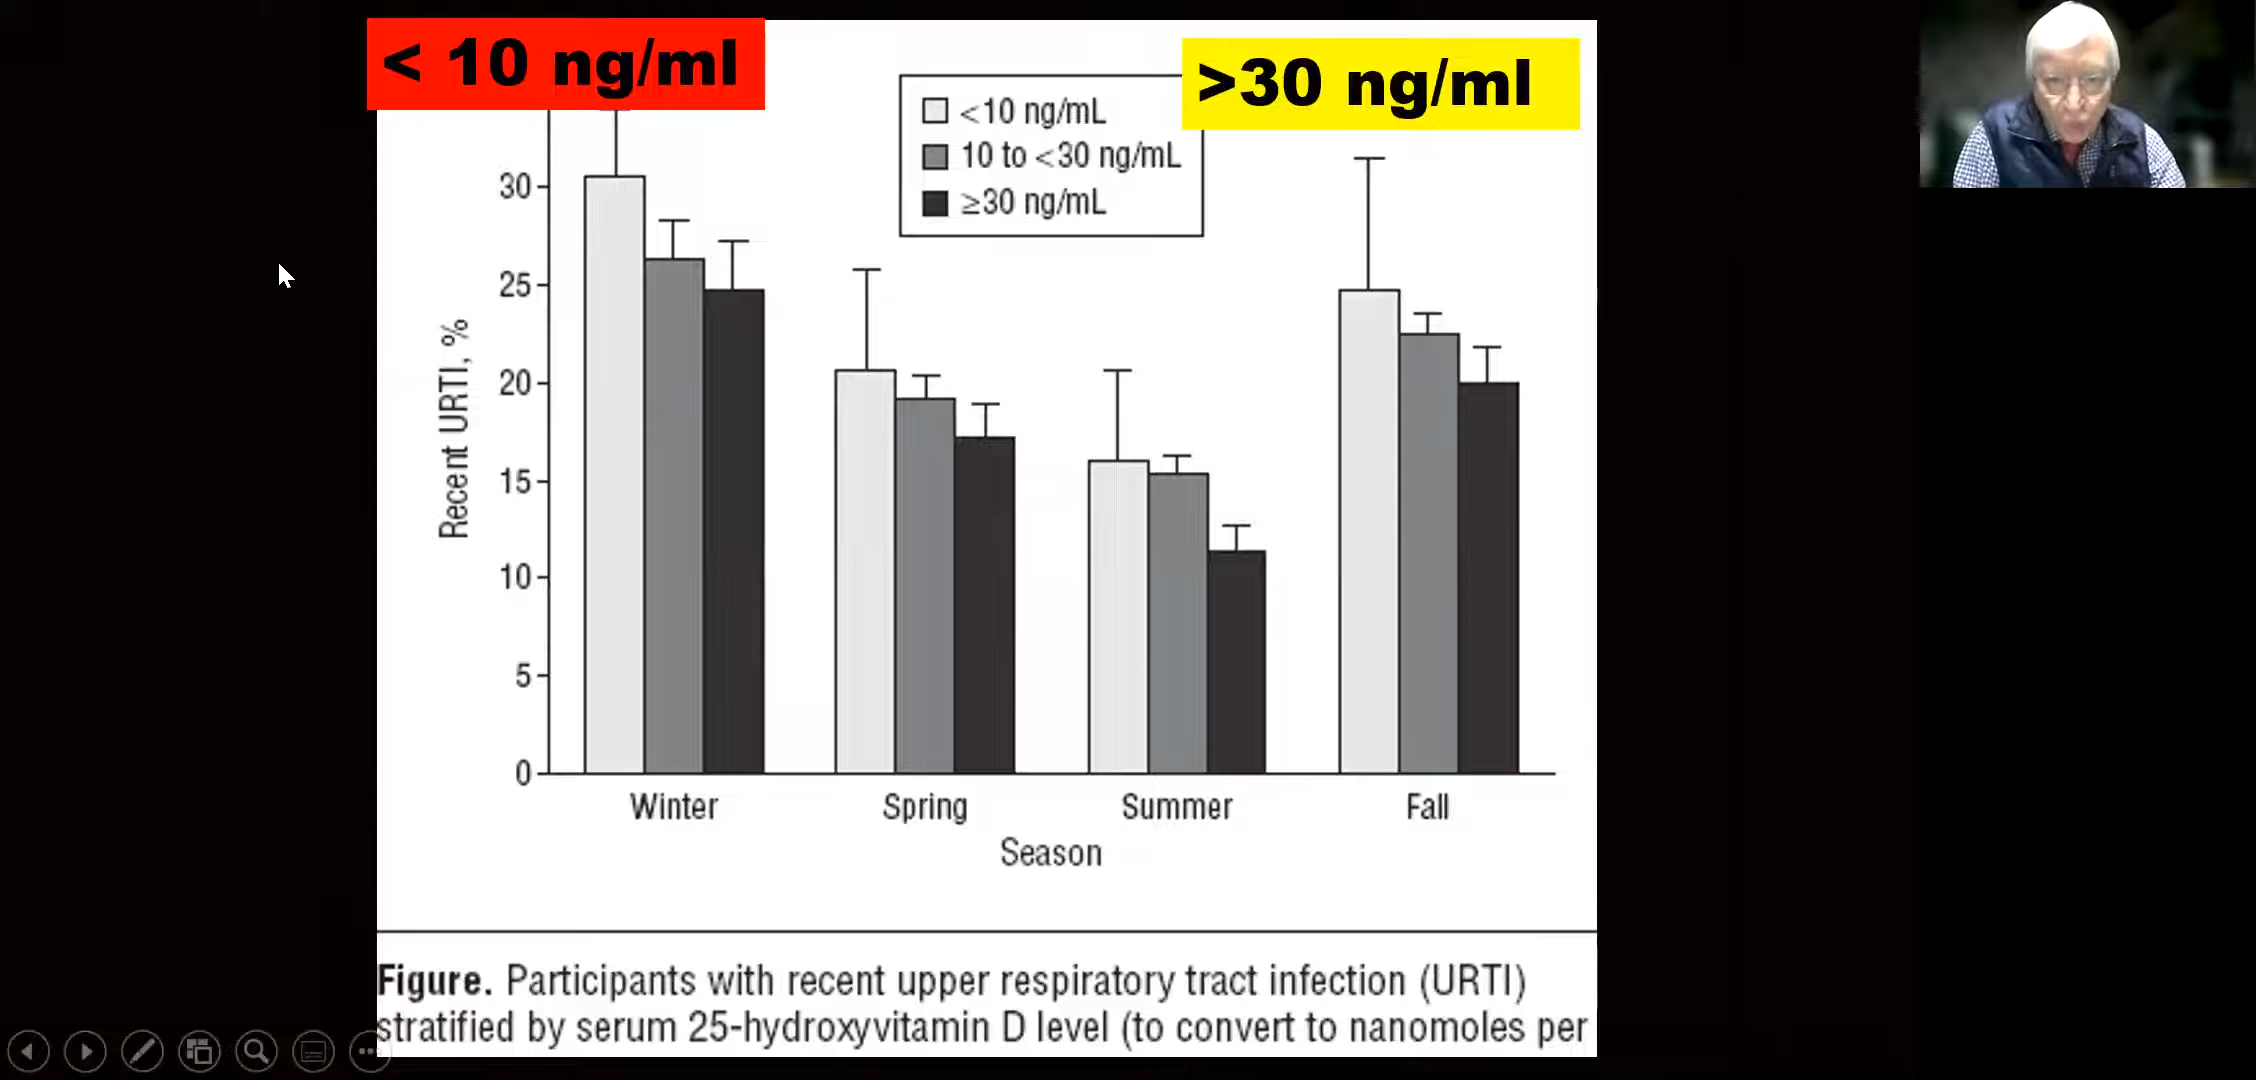 < 10 ng/ml
>30 ng/ml
<10 ng/mL
10 to <30 ng/mL
≥30 ng/mL
Recent URTI, %
30
25
20
15
10
5
0
Winter
Spring
Summer
Fall
Season
Figure. Participants with recent upper respiratory tract infection (URTI)
stratified by serum 25-hydroxyvitamin D level (to convert to nanomoles per